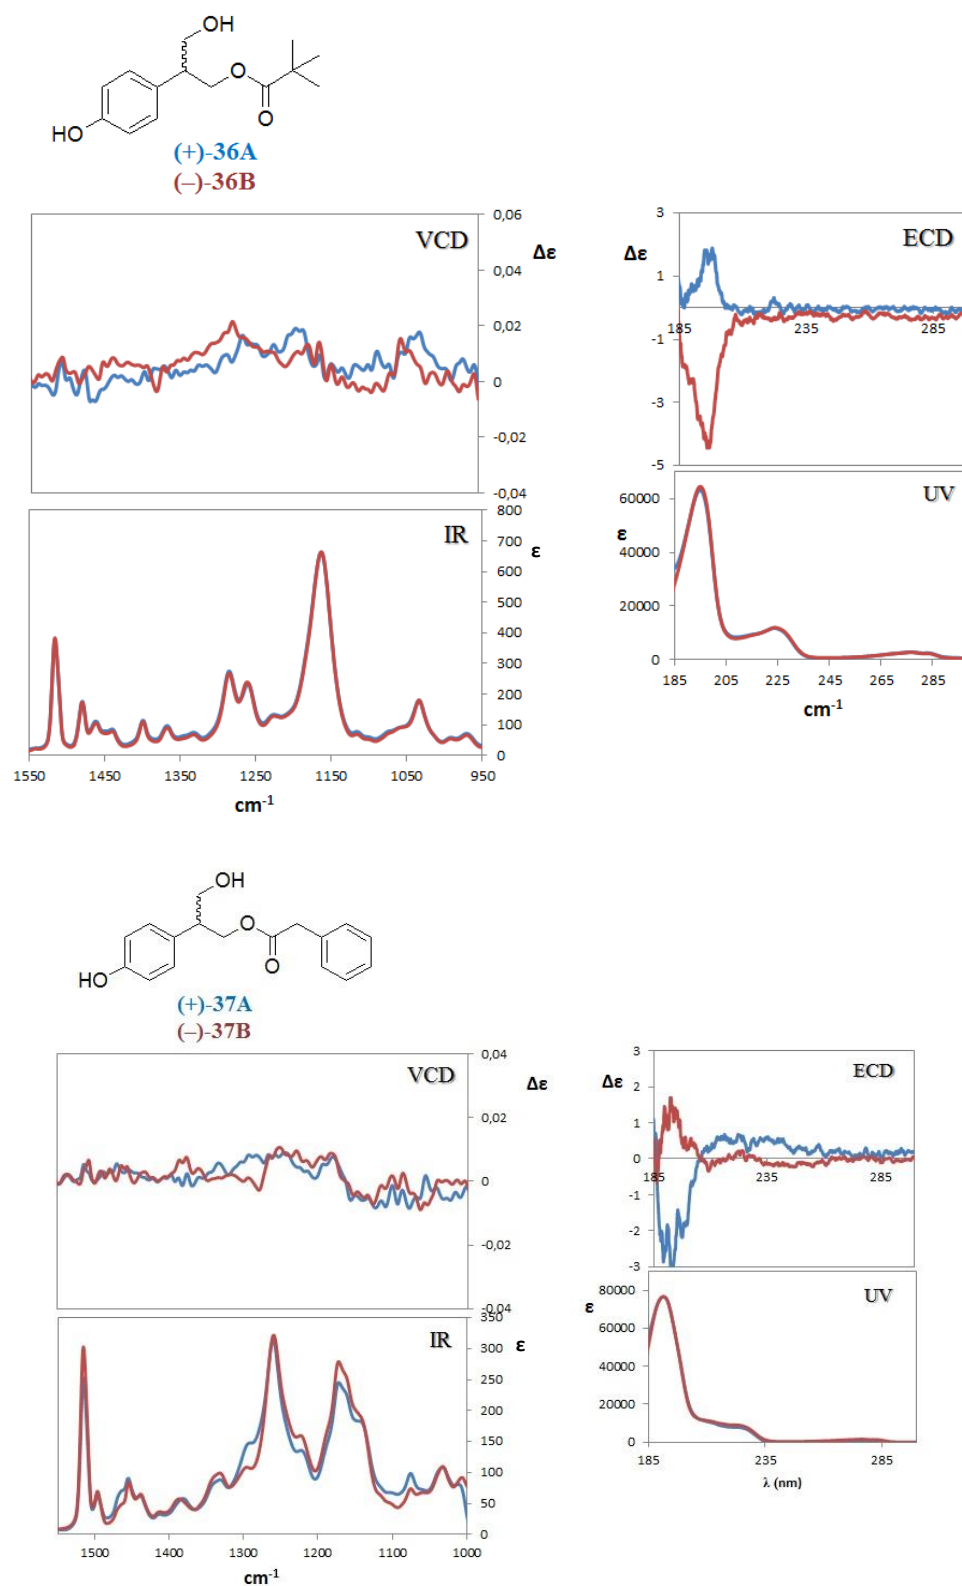 OH
O
O
HO
(+)-36A
(–)-36B
VCD
0,06
0,04
0,02
0
-0,02
-0,04
Δε
ECD
Δε
3
1
-1
-3
-5
185 235 285
IR
800
700
600
500
400
300
200
100
0
ε
1550 1450 1350 1250 1150 1050 950
cm-1
UV
ε
60000
40000
20000
0
185 205 225 245 265 285
cm-1
OH
O
O
HO
(+)-37A
(–)-37B
VCD
0,04
0,02
0
-0,02
-0,04
Δε
ECD
Δε
3
2
1
0
-1
-2
-3
185 235 285
IR
350
300
250
200
150
100
50
0
ε
1500 1400 1300 1200 1100 1000
cm-1
UV
ε
80000
60000
40000
20000
0
185 235 285
λ (nm)